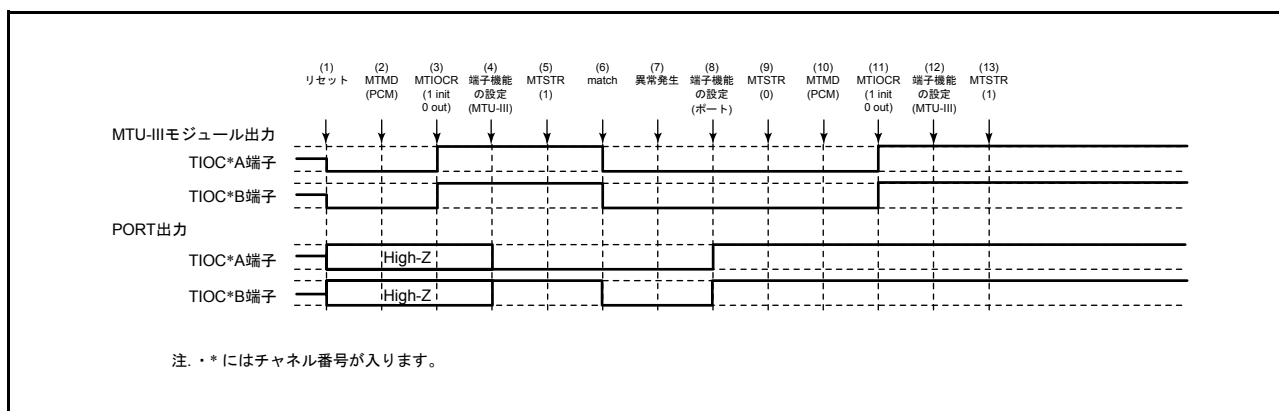 (1)
リセット
(2)
MTMD
(PCM)
(3)
MTIOCR
(1 init
0 out)
(4)
端子機能
の設定
(MTU-III)
(5)
MTSTR
(1)
(6)
match
(7)
異常発生
(8)
端子機能
の設定
(ポート)
(9)
MTSTR
(0)
(10)
MTMD
(PCM)
(11)
MTIOCR
(1 init
0 out)
(12)
端子機能
の設定
(MTU-III)
(13)
MTSTR
(1)
MTU-IIIモジュール出力
TIOC*A端子
TIOC*B端子
PORT出力
TIOC*A端子
High-Z
TIOC*B端子
High-Z
注. ・* にはチャネル番号が入ります。